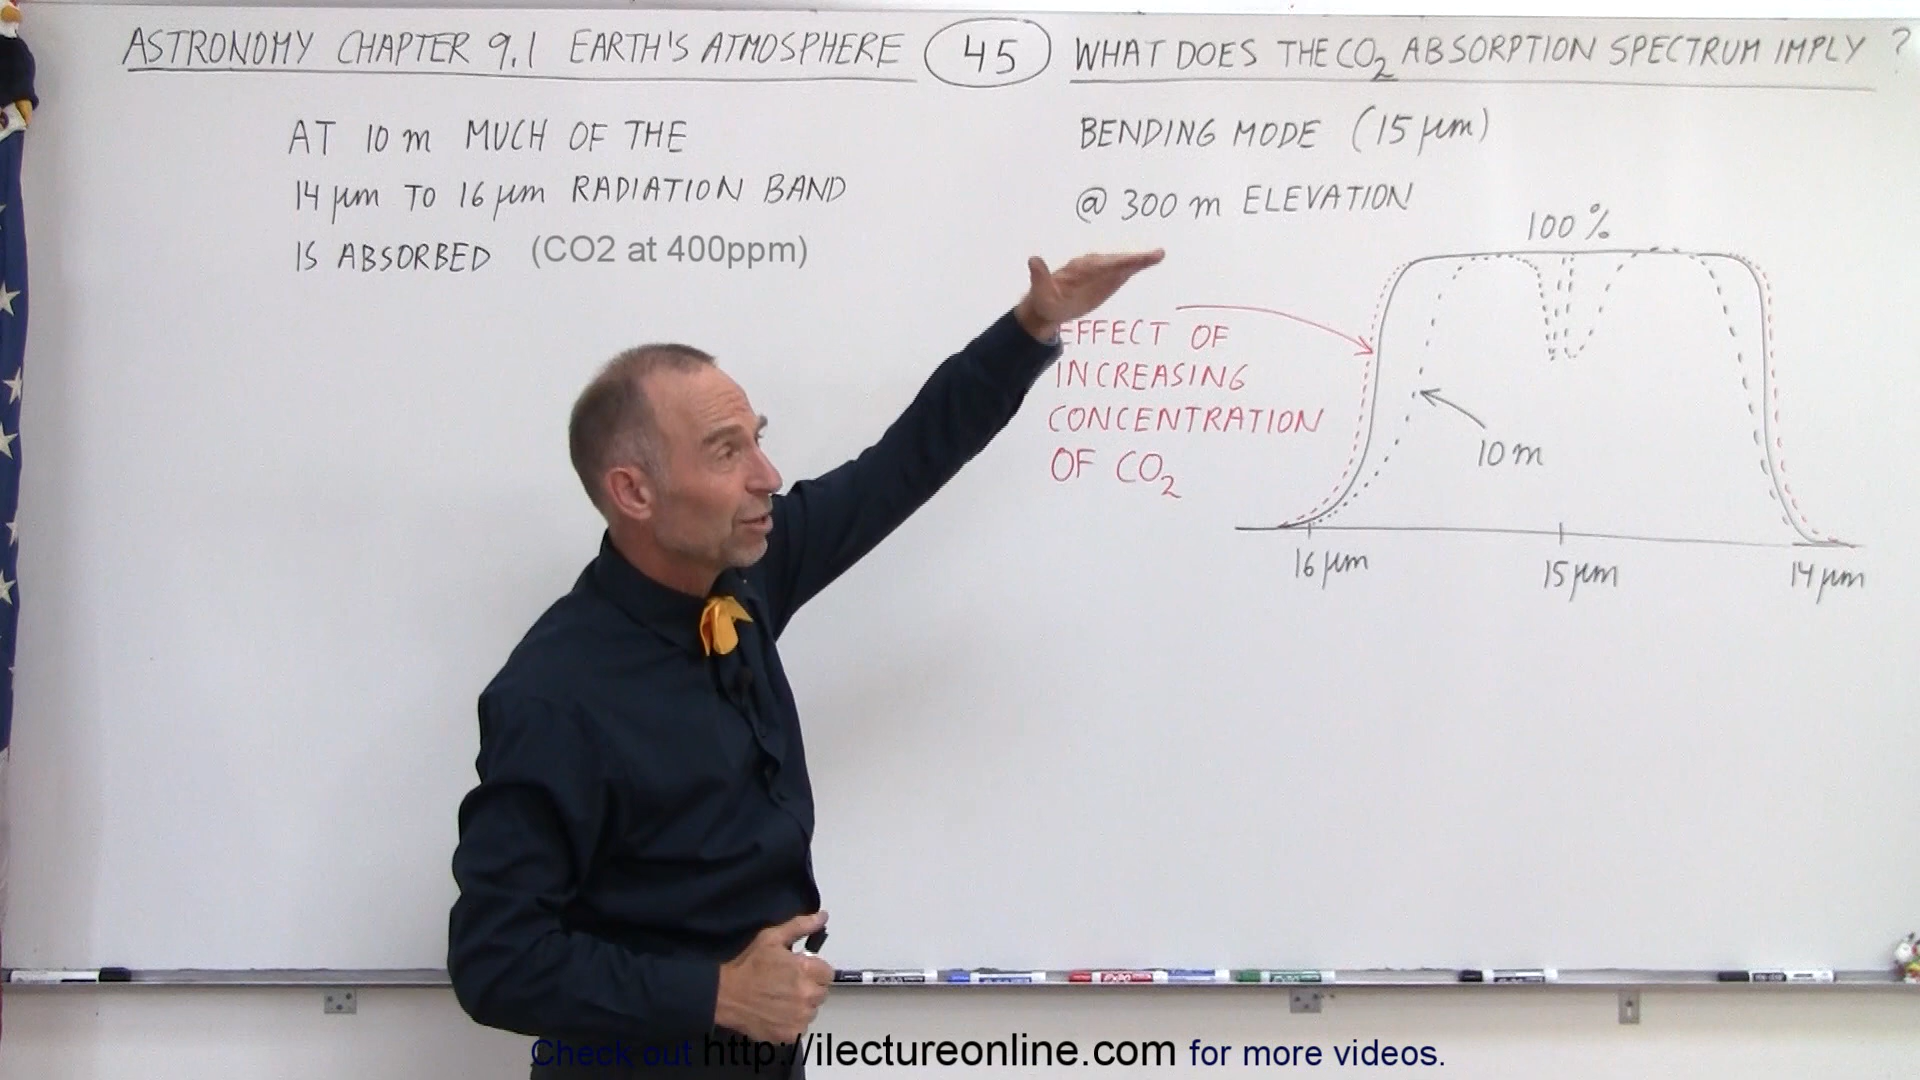 ASTRONOMY CHAPTER 9.1 EARTH'S ATMOSPHERE 45 WHAT DOES THE CO2 ABSORPTION SPECTRUM IMPLY ?
AT 10 m MUCH OF THE
14 µm TO 16 µm RADIATION BAND
IS ABSORBED (CO2 at 400ppm)
BENDING MODE (15 µm)
@ 300 m ELEVATION
100 %
EFFECT OF
INCREASING
CONCENTRATION
OF CO2
10 m
16 µm 15 µm 14 µm
Check out http://ilectureonline.com for more videos.